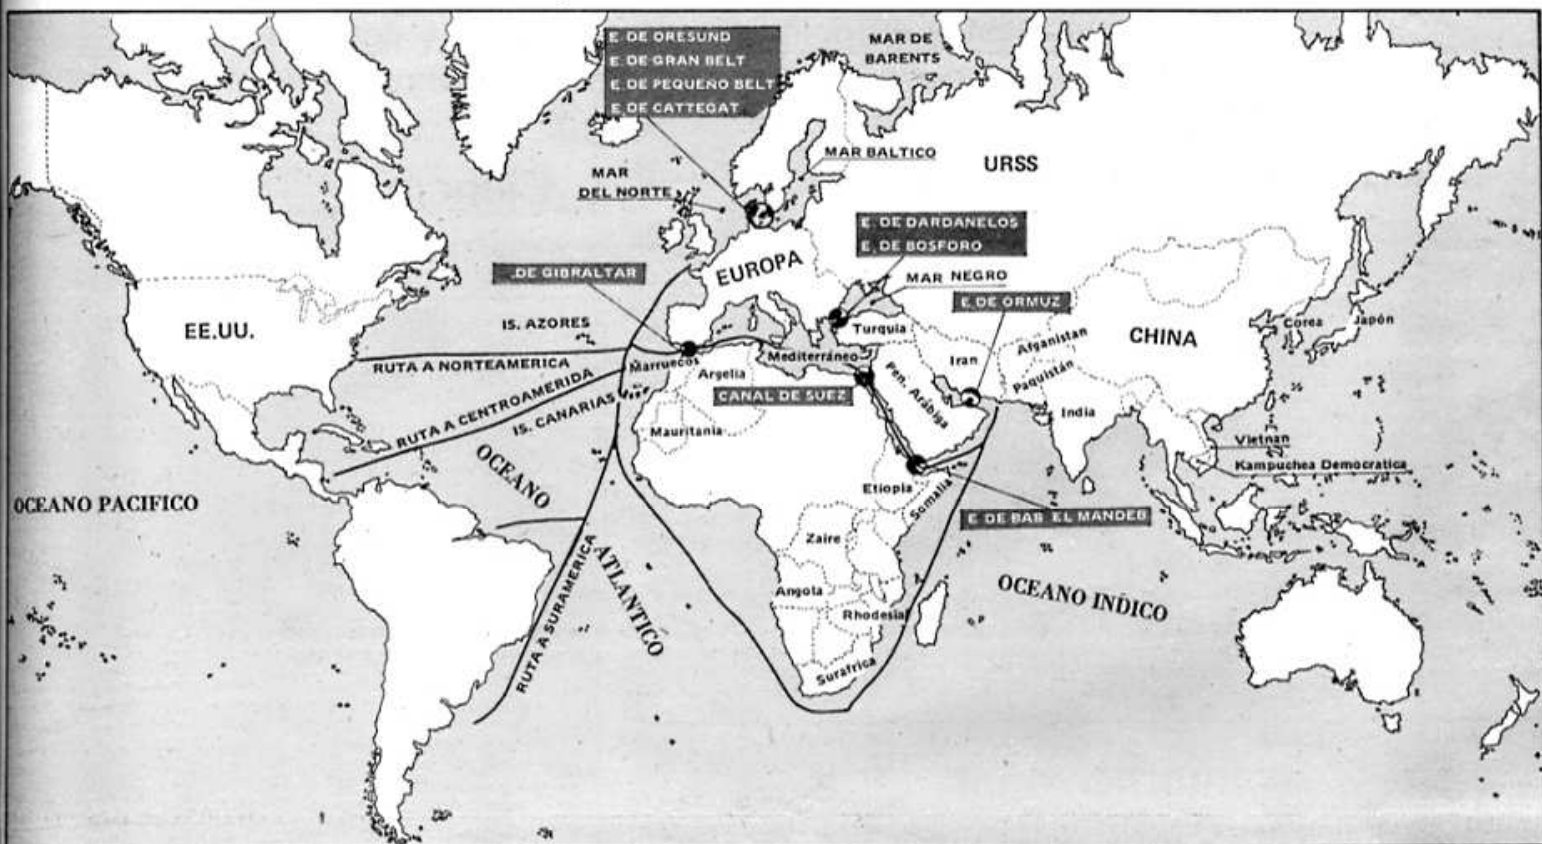 E. DE ORESUND
E. DE GRAN BELT
E. DE PEQUEÑO BELT
E. DE CATTEGAT
MAR DE
BARENTS
MAR BALTICO
URSS
MAR
DEL NORTE
E. DE DARDANELOS
E. DE BOSFORO
.DE GIBRALTAR
EUROPA
MAR NEGRO
E. DE ORMUZ
EE.UU.
IS. AZORES
Turquia
CHINA
Corea
Japón
RUTA A NORTEAMERICA
Marruecos
Argelia
Mediterráneo
Iran
Afganistan
Paquistán
CANAL DE SUEZ
Pen. Arábiga
RUTA A CENTROAMERIDA
IS. CANARIAS
India
Mauritania
Vietnan
Kampuchea Democratica
OCEANO
ATLANTICO
OCEANO PACIFICO
Etiopia
Somalia
E. DE BAB EL MANDEB
Zaire
RUTA A SURAMERICA
Angola
Rhodesia
OCEANO INDICO
Surafrica